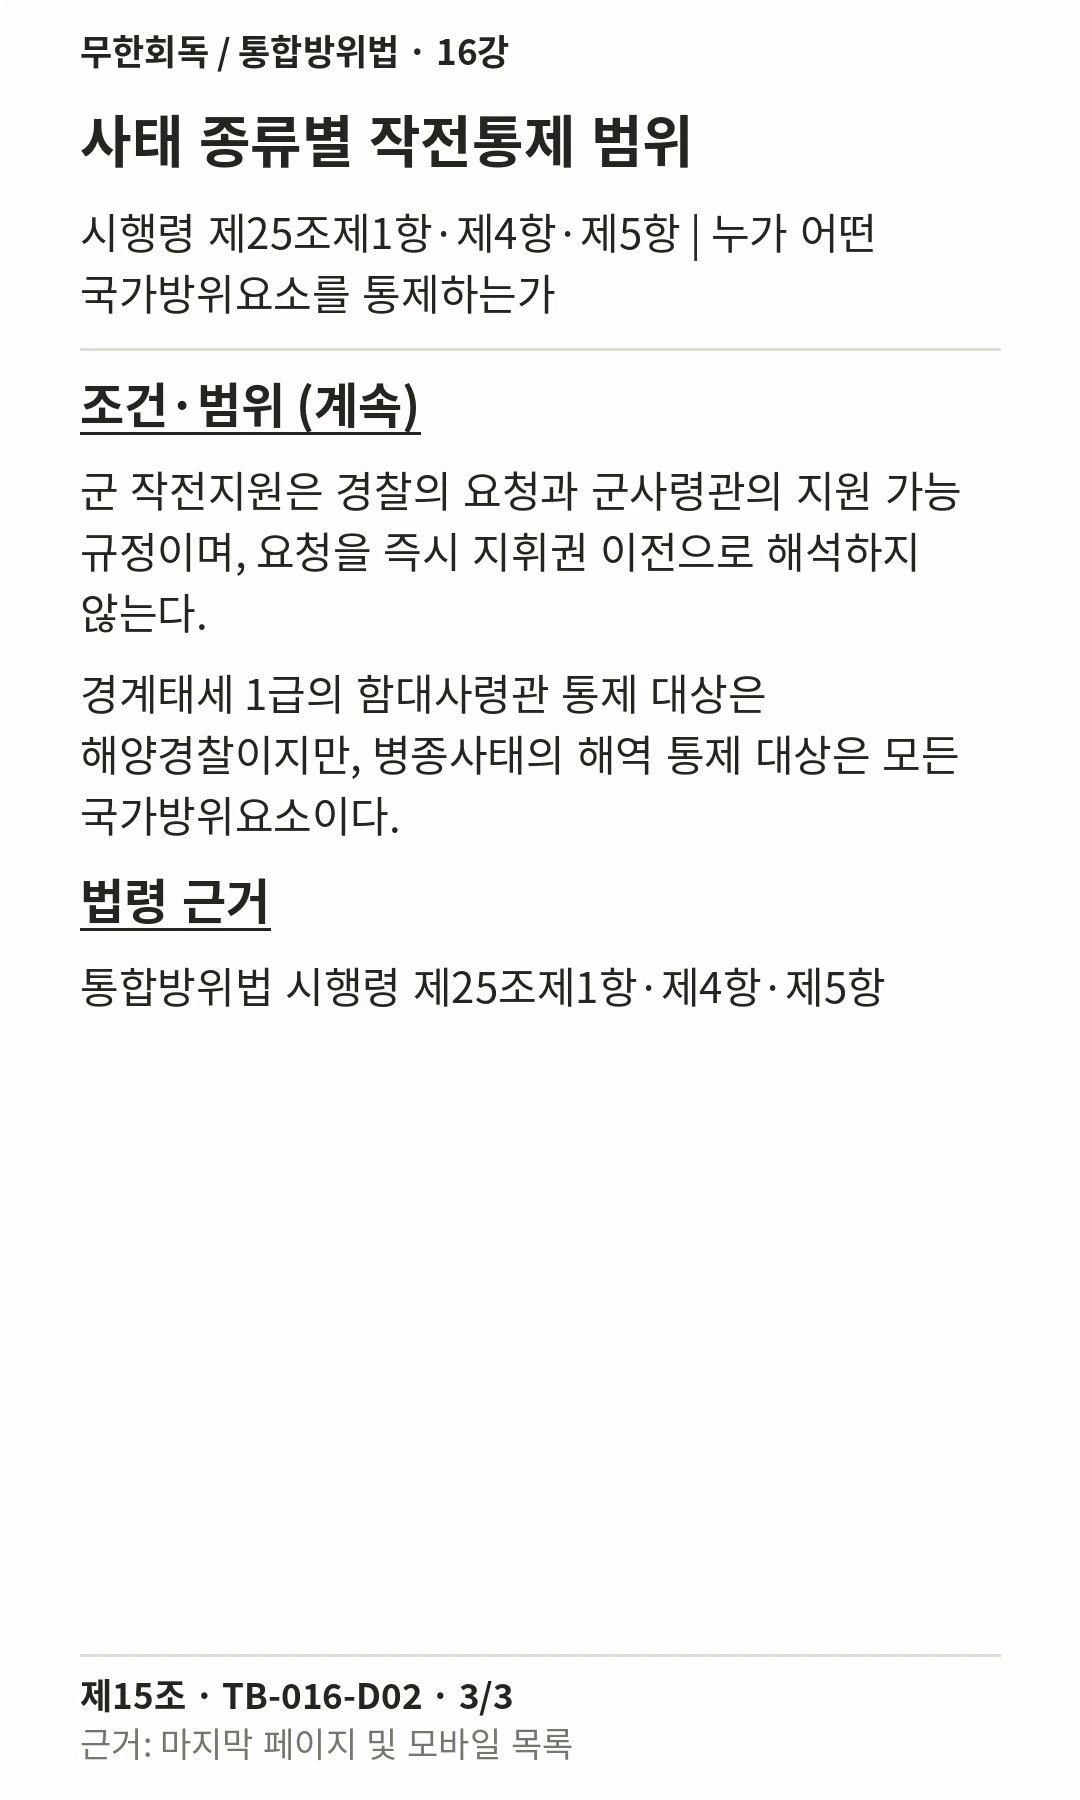 무한회독 / 통합방위법 · 16강
사태 종류별 작전통제 범위
시행령 제25조제1항·제4항·제5항 | 누가 어떤
국가방위요소를 통제하는가
조건·범위 (계속)
군 작전지원은 경찰의 요청과 군사령관의 지원 가능
규정이며, 요청을 즉시 지휘권 이전으로 해석하지
않는다.
경계태세 1급의 함대사령관 통제 대상은
해양경찰이지만, 병종사태의 해역 통제 대상은 모든
국가방위요소이다.
법령 근거
통합방위법 시행령 제25조제1항·제4항·제5항
제15조 · TB-016-D02 · 3/3
근거: 마지막 페이지 및 모바일 목록